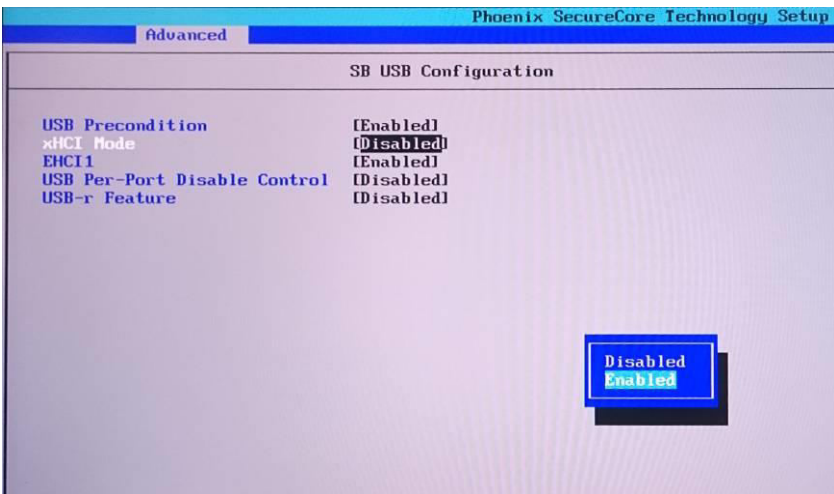 Phoenix SecureCore Technology Setup
Advanced
SB USB Configuration
USB Precondition [Enabled]
xHCI Mode [Disabled]
EHCI1 [Enabled]
USB Per-Port Disable Control [Disabled]
USB-r Feature [Disabled]
Disabled
Enabled